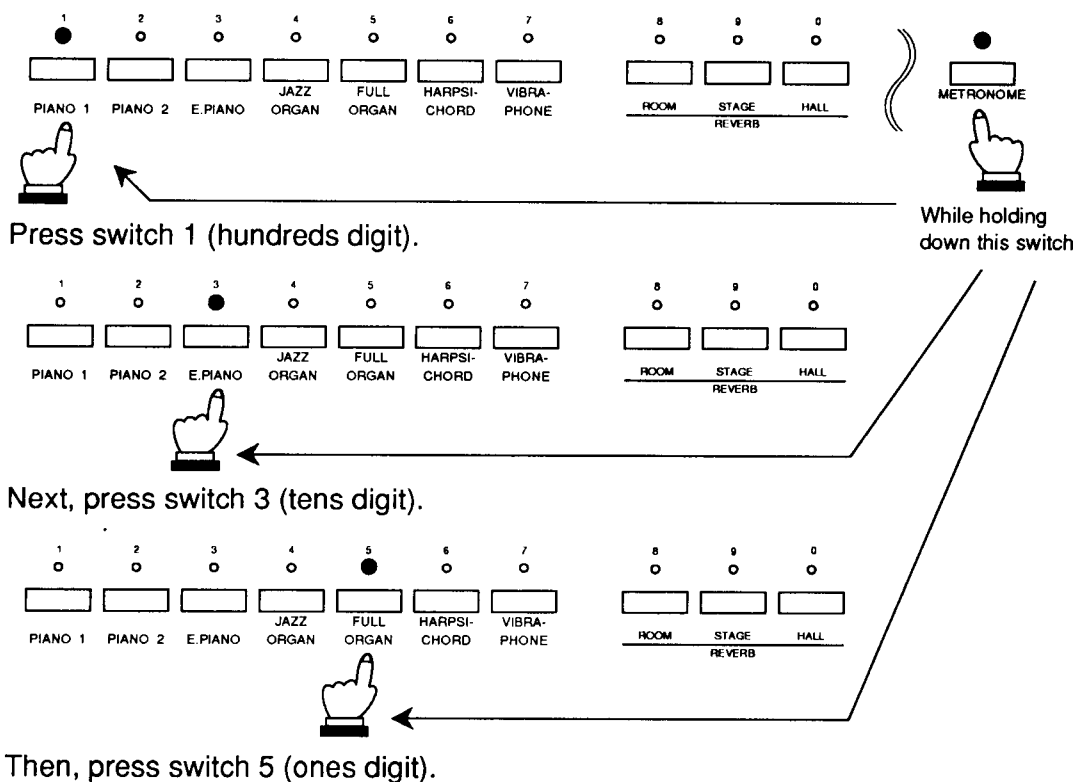 1 2 3 4 5 6 7 8 9 0
JAZZ FULL HARPSI- VIBRA- METRONOME
PIANO 1 PIANO 2 E.PIANO ORGAN ORGAN CHORD PHONE ROOM STAGE HALL
REVERB
While holding
down this switch
Press switch 1 (hundreds digit).
1 2 3 4 5 6 7 8 9 0
JAZZ FULL HARPSI- VIBRA-
PIANO 1 PIANO 2 E.PIANO ORGAN ORGAN CHORD PHONE ROOM STAGE HALL
REVERB
Next, press switch 3 (tens digit).
1 2 3 4 5 6 7 8 9 0
JAZZ FULL HARPSI- VIBRA-
PIANO 1 PIANO 2 E.PIANO ORGAN ORGAN CHORD PHONE ROOM STAGE HALL
REVERB
Then, press switch 5 (ones digit).